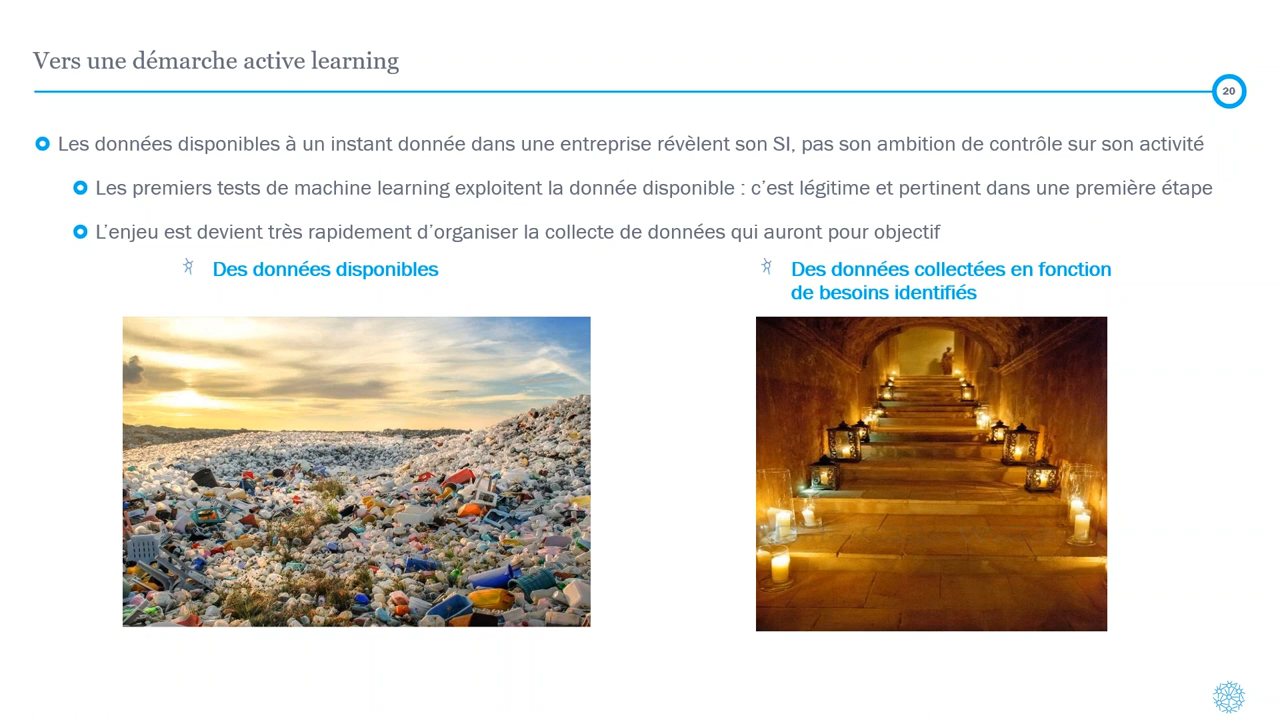 Vers une démarche active learning
20
Les données disponibles à un instant donnée dans une entreprise révèlent son SI, pas son ambition de contrôle sur son activité
Les premiers tests de machine learning exploitent la donnée disponible : c’est légitime et pertinent dans une première étape
L’enjeu est devient très rapidement d’organiser la collecte de données qui auront pour objectif
Des données disponibles
Des données collectées en fonction
de besoins identifiés